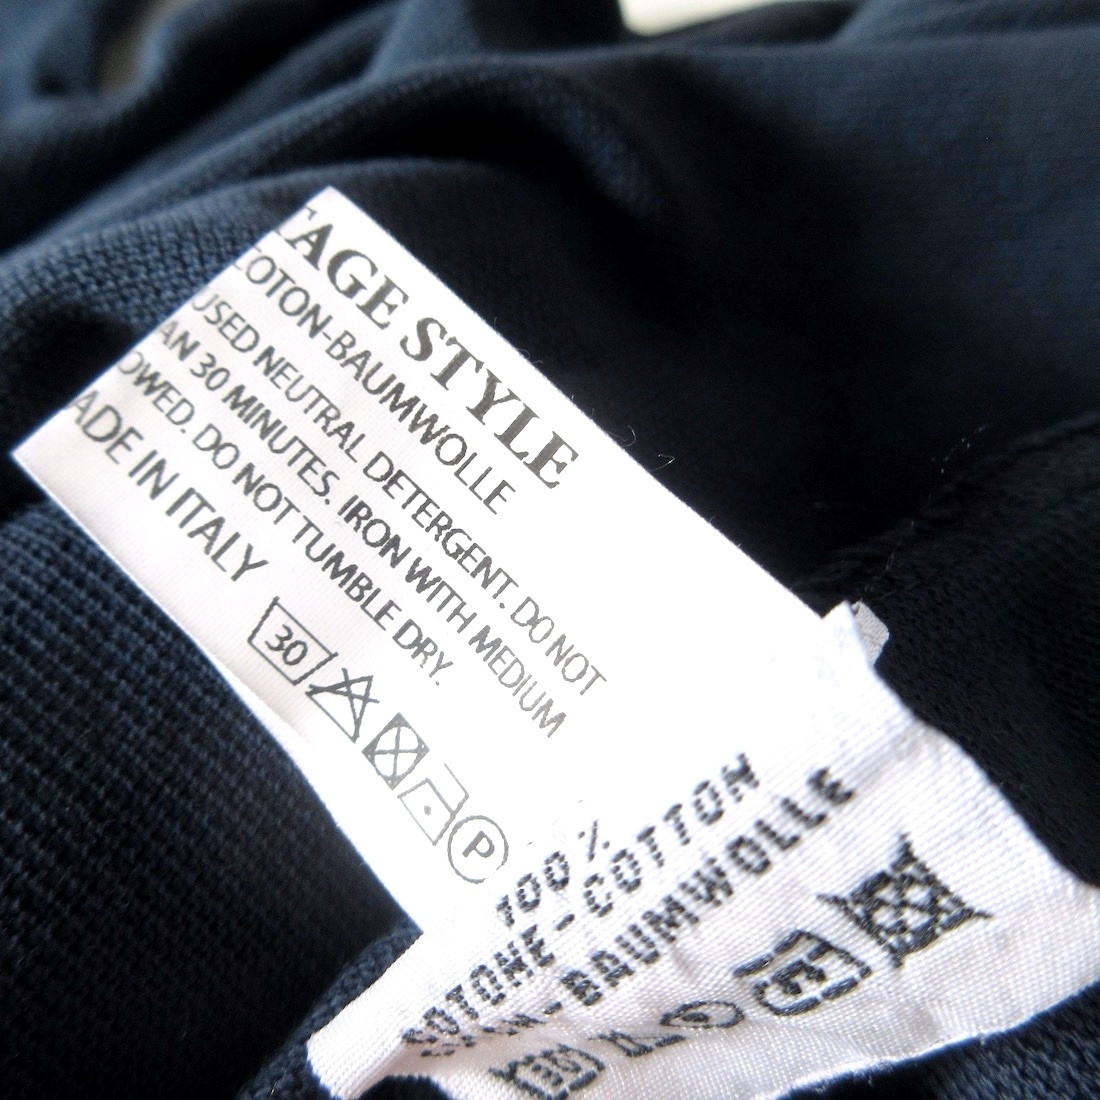 TAGE STYLE
COTON-BAUMWOLLE
USED NEUTRAL DETERGENT. DO NOT
AN 30 MINUTES. IRON WITH MEDIUM
OWED. DO NOT TUMBLE DRY.
ADE IN ITALY
30
P
100%
COTONE-COTTON
-BAUMWOLLE